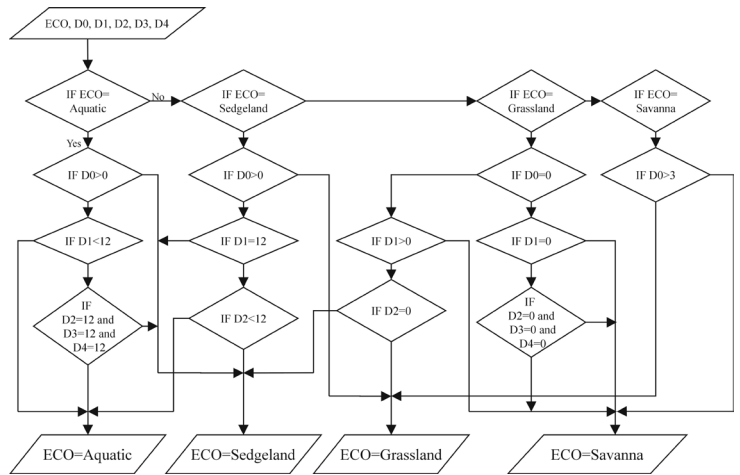 ECO, D0, D1, D2, D3, D4
IF ECO=
Aquatic
No
IF ECO=
Sedgeland
IF ECO=
Grassland
IF ECO=
Savanna
Yes
IF D0>0
IF D0>0
IF D0=0
IF D0>3
IF D1<12
IF D1=12
IF D1>0
IF D1=0
IF
D2=12 and
D3=12 and
D4=12
IF D2<12
IF D2=0
IF
D2=0 and
D3=0 and
D4=0
ECO=Aquatic
ECO=Sedgeland
ECO=Grassland
ECO=Savanna